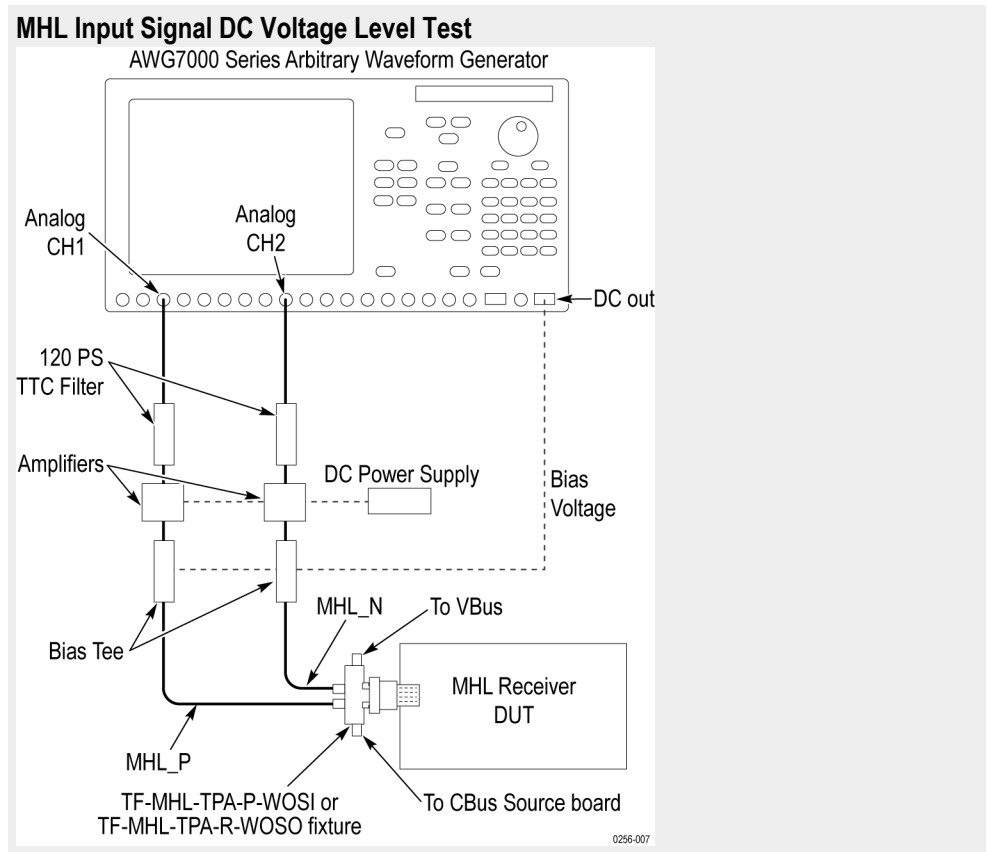 MHL Input Signal DC Voltage Level Test
AWG7000 Series Arbitrary Waveform Generator
Analog
CH1
Analog
CH2
DC out
120 PS
TTC Filter
Amplifiers
DC Power Supply
Bias
Voltage
MHL_N
To VBus
Bias Tee
MHL Receiver
DUT
MHL_P
TF-MHL-TPA-P-WOSI or
TF-MHL-TPA-R-WOSO fixture
To CBus Source board
0256-007